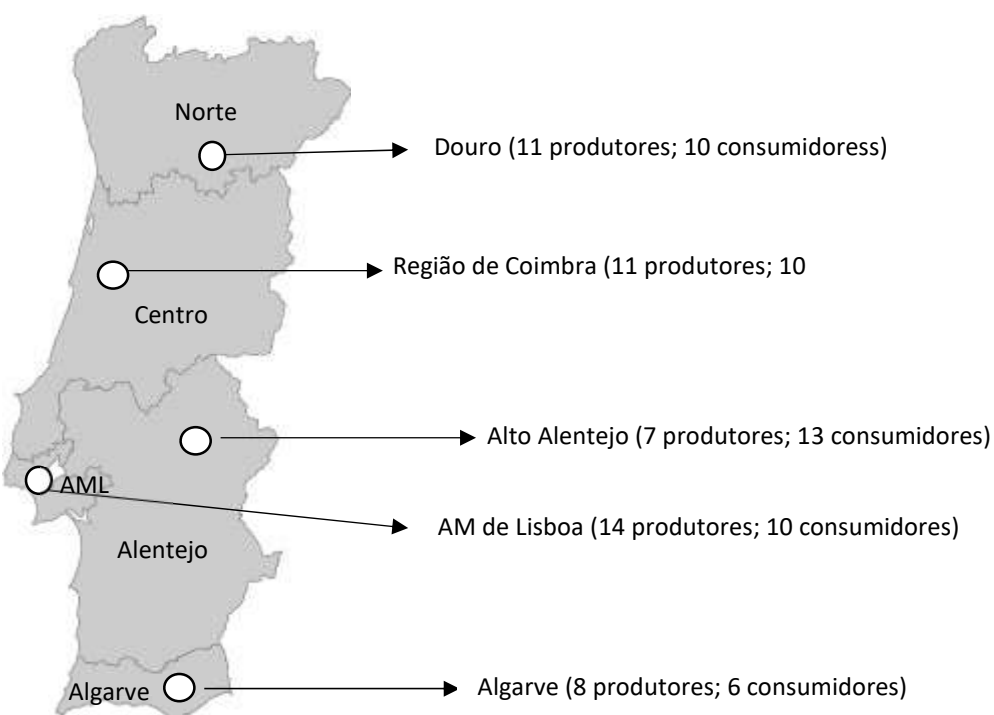 Norte
Douro (11 produtores; 10 consumidoress)
Região de Coimbra (11 produtores; 10
Centro
Alto Alentejo (7 produtores; 13 consumidores)
AML
AM de Lisboa (14 produtores; 10 consumidores)
Alentejo
Algarve
Algarve (8 produtores; 6 consumidores)